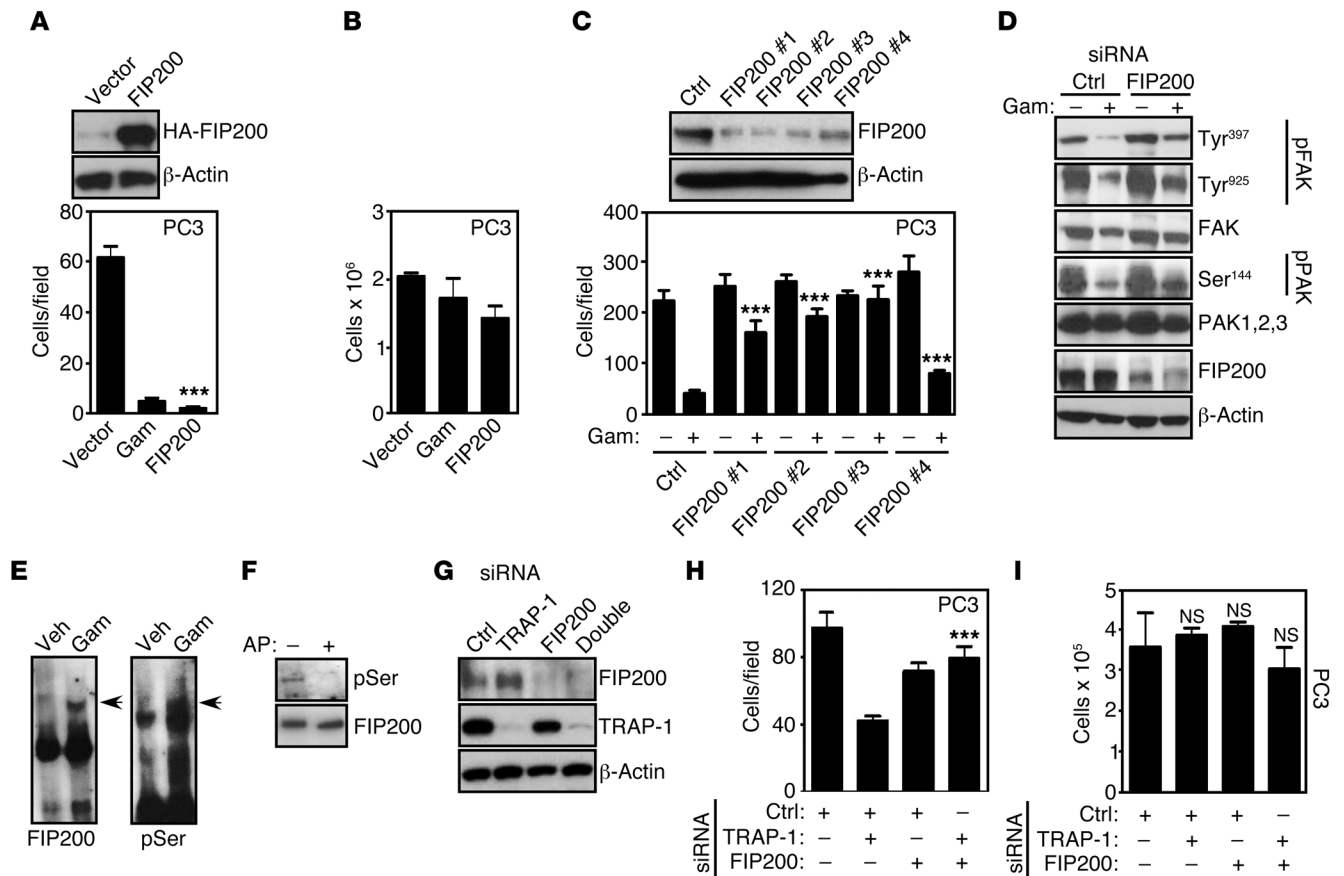 A
Vector
FIP200
HA-FIP200
β-Actin
80
60
40
20
0
Cells/field
PC3
***
Vector
Gam
FIP200
B
3
2
1
0
Cells x 10⁶
PC3
Vector
Gam
FIP200
C
Ctrl
FIP200 #1
FIP200 #2
FIP200 #3
FIP200 #4
FIP200
β-Actin
400
300
200
100
0
Cells/field
PC3
***
***
***
***
Gam: – + – + – + – + – +
Ctrl
FIP200 #1
FIP200 #2
FIP200 #3
FIP200 #4
D
siRNA
Ctrl FIP200
Gam: – + – +
Tyr³⁹⁷
Tyr⁹²⁵
pFAK
FAK
Ser¹⁴⁴
pPAK
PAK1,2,3
FIP200
β-Actin
E
Veh
Gam
FIP200
Veh
Gam
pSer
F
AP: – +
pSer
FIP200
G
siRNA
Ctrl
TRAP-1
FIP200
Double
FIP200
TRAP-1
β-Actin
H
120
80
40
0
Cells/field
PC3
***
siRNA
Ctrl: + + + –
TRAP-1: – + – +
FIP200: – – + +
I
5
4
3
2
1
0
Cells x 10⁵
NS
NS
NS
PC3
siRNA
Ctrl: + + + –
TRAP-1: – + – +
FIP200: – – + +